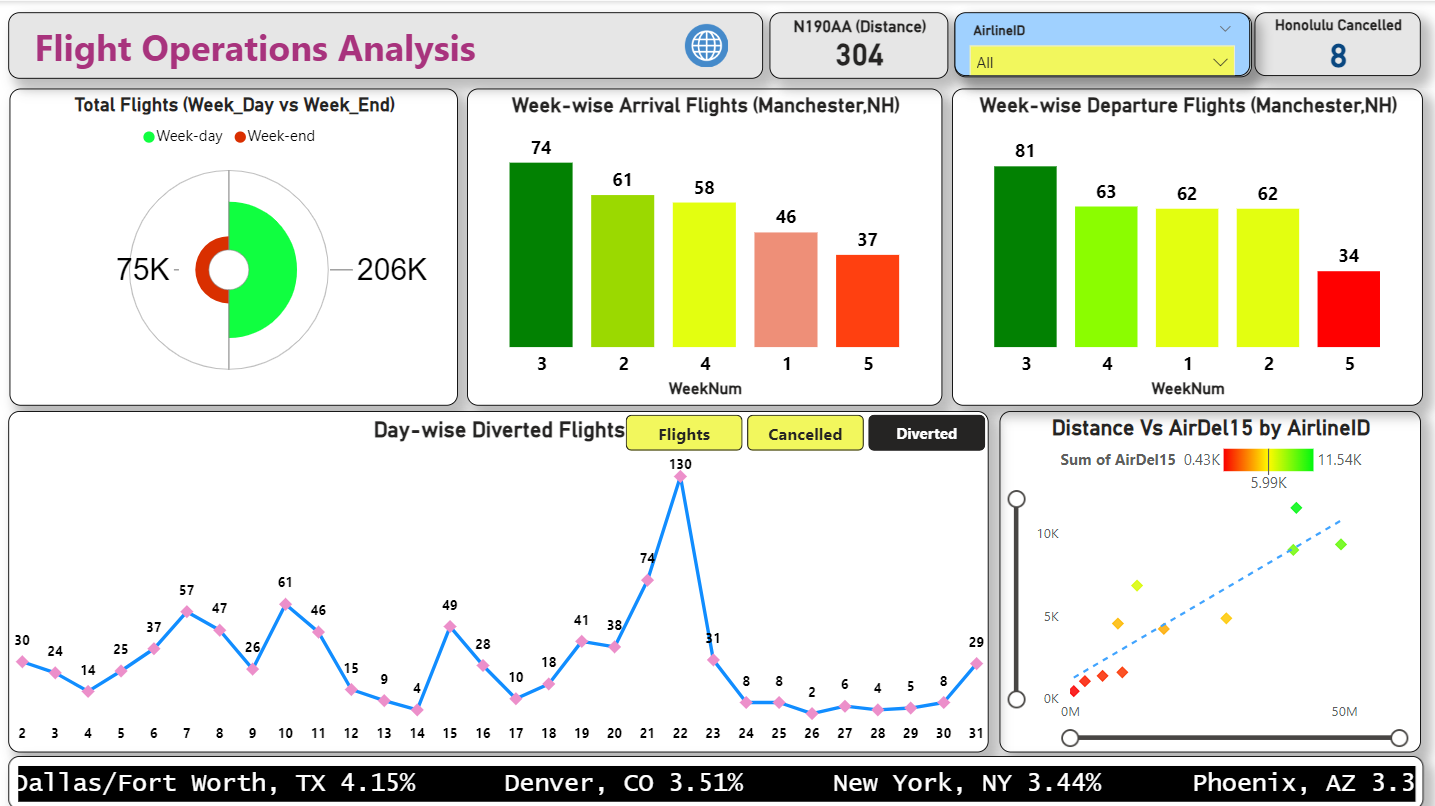 Flight Operations Analysis
N190AA (Distance)
304
AirlineID
All
Honolulu Cancelled
8
Total Flights (Week_Day vs Week_End)
Week-day Week-end
75K 206K
Week-wise Arrival Flights (Manchester,NH)
74 61 58 46 37
3 2 4 1 5
WeekNum
Week-wise Departure Flights (Manchester,NH)
81 63 62 62 34
3 4 1 2 5
WeekNum
Day-wise Diverted Flights
Flights Cancelled Diverted
30 24 14 25 37 57 47 26 61 46 15 9 4 49 28 10 18 41 38 74 130 31 8 8 2 6 4 5 8 29
2 3 4 5 6 7 8 9 10 11 12 13 14 15 16 17 18 19 20 21 22 23 24 25 26 27 28 29 30 31
Distance Vs AirDel15 by AirlineID
Sum of AirDel15 0.43K 11.54K
5.99K
10K
5K
0K
0M 50M
Dallas/Fort Worth, TX 4.15% Denver, CO 3.51% New York, NY 3.44% Phoenix, AZ 3.3